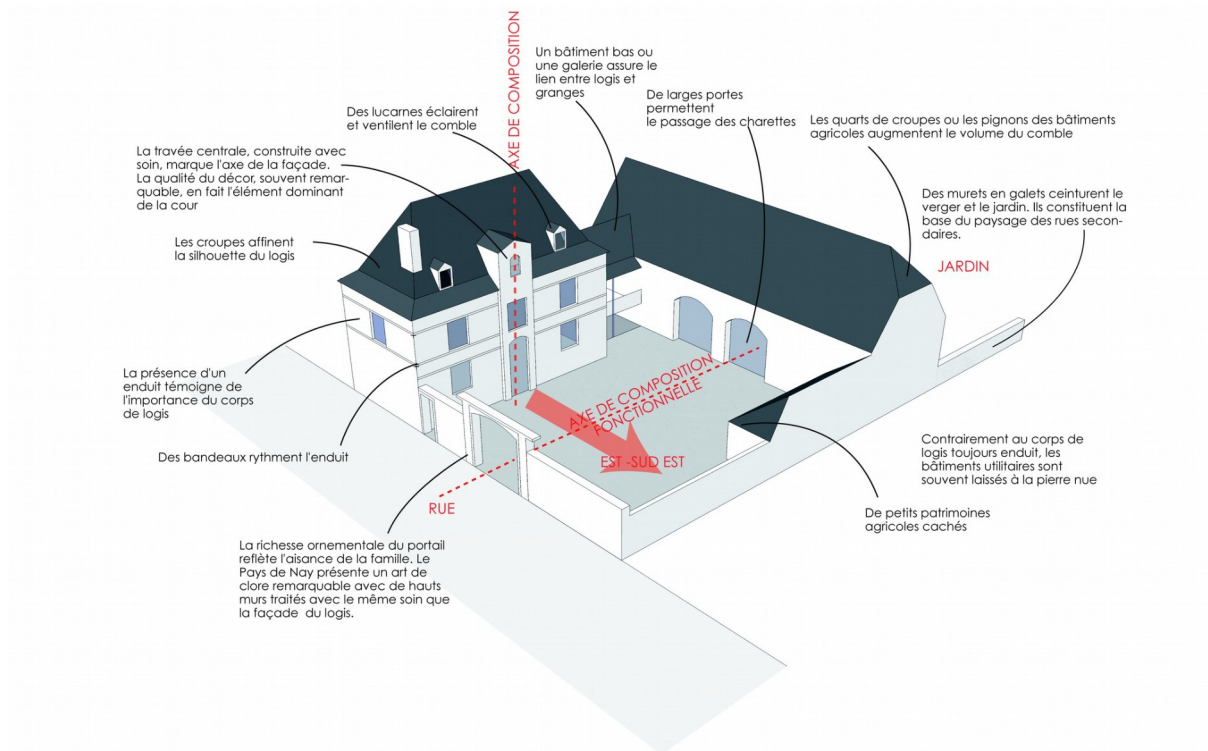 AXE DE COMPOSITION
Un bâtiment bas ou
une galerie assure le
lien entre logis et
granges
De larges portes
permettent
le passage des charettes
Des lucarnes éclairent
et ventilent le comble
Les quarts de croupes ou les pignons des bâtiments
agricoles augmentent le volume du comble
La travée centrale, construite avec
soin, marque l'axe de la façade.
La qualité du décor, souvent remar-
quable, en fait l'élément dominant
de la cour
Des murets en galets ceinturent le
verger et le jardin. Ils constituent la
base du paysage des rues secon-
daires.
Les croupes affinent
la silhouette du logis
JARDIN
La présence d'un
enduit témoigne de
l'importance du corps
de logis
AXE DE COMPOSITION
FONCTIONNELLE
Des bandeaux rythment l'enduit
EST -SUD EST
Contrairement au corps de
logis toujours enduit, les
bâtiments utilitaires sont
souvent laissés à la pierre nue
RUE
De petits patrimoines
agricoles cachés
La richesse ornementale du portail
reflète l'aisance de la famille. Le
Pays de Nay présente un art de
clore remarquable avec de hauts
murs traités avec le même soin que
la façade du logis.